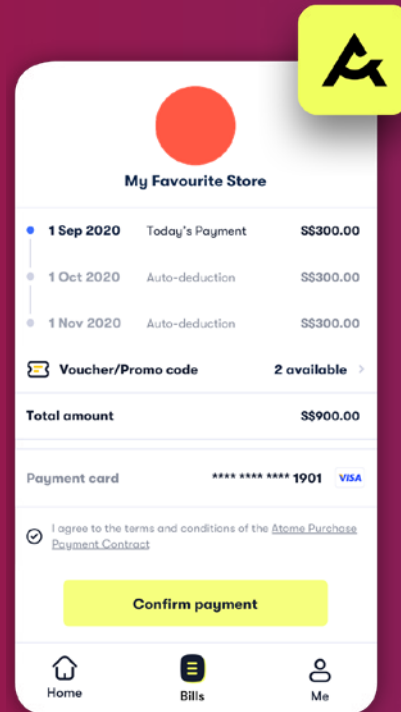 My Favourite Store
1 Sep 2020 Today's Payment S$300.00
1 Oct 2020 Auto-deduction S$300.00
1 Nov 2020 Auto-deduction S$300.00
Voucher/Promo code 2 available
Total amount S$900.00
Payment card **** **** **** 1901 VISA
I agree to the terms and conditions of the Atome Purchase
Payment Contract
Confirm payment
Home Bills Me